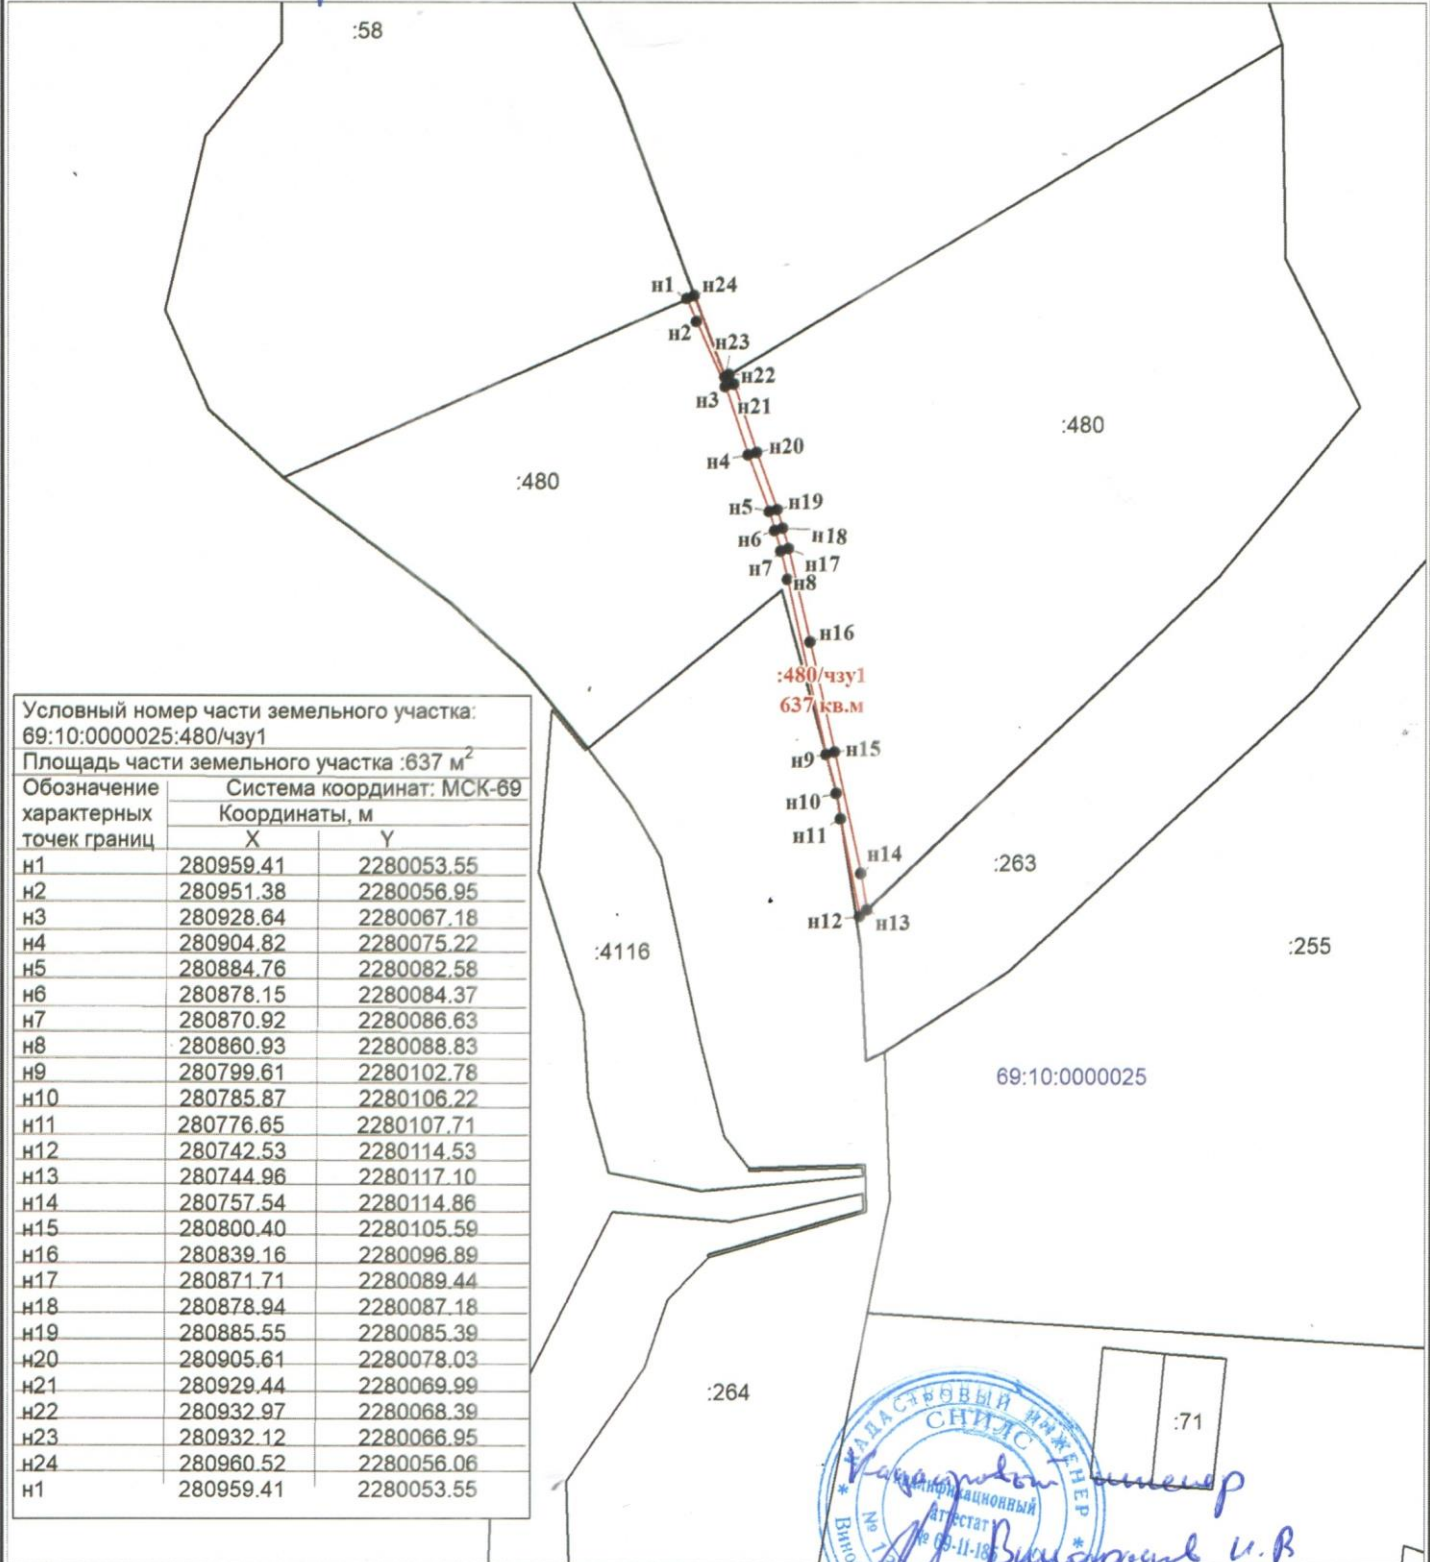 :58
н1
н24
н2
н23
н22
н3
н21
:480
н20
н4
:480
н19
н5
н18
н6
н17
н7
н8
н16
:480/чзу1
637 кв.м
н15
н9
н10
н11
н14
:263
н12
н13
:4116
:255
69:10:0000025
:264
:71
Условный номер части земельного участка:
69:10:0000025:480/чзу1
Площадь части земельного участка :637 м²
Обозначение характерных точек границ
Система координат: МСК-69
Координаты, м
X Y
н1 280959.41 2280053.55
н2 280951.38 2280056.95
н3 280928.64 2280067.18
н4 280904.82 2280075.22
н5 280884.76 2280082.58
н6 280878.15 2280084.37
н7 280870.92 2280086.63
н8 280860.93 2280088.83
н9 280799.61 2280102.78
н10 280785.87 2280106.22
н11 280776.65 2280107.71
н12 280742.53 2280114.53
н13 280744.96 2280117.10
н14 280757.54 2280114.86
н15 280800.40 2280105.59
н16 280839.16 2280096.89
н17 280871.71 2280089.44
н18 280878.94 2280087.18
н19 280885.55 2280085.39
н20 280905.61 2280078.03
н21 280929.44 2280069.99
н22 280932.97 2280068.39
н23 280932.12 2280066.95
н24 280960.52 2280056.06
н1 280959.41 2280053.55
КАДАСТРОВЫЙ ИНЖЕНЕР
СНИЛС
Кадастровый инженер
квалификационный
аттестат
И.В